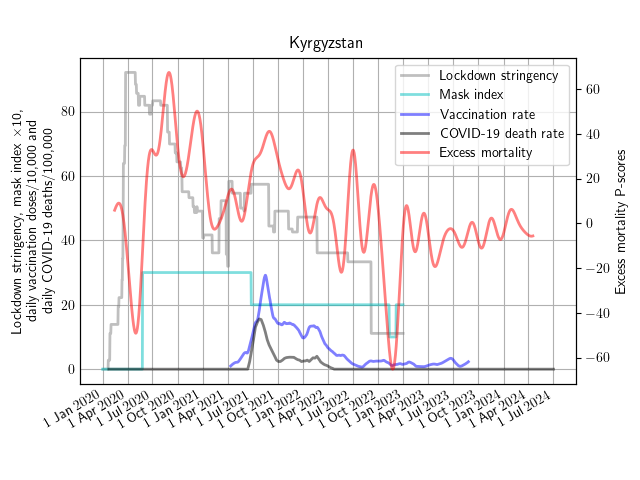 Kyrgyzstan
Lockdown stringency
Mask index
Vaccination rate
COVID-19 death rate
Excess mortality
Lockdown stringency, mask index ×10,
daily vaccination doses/10,000 and
daily COVID-19 deaths/100,000
80
60
40
20
0
60
40
20
0
−20
−40
−60
Excess mortality P-scores
1 Jan 2020
1 Apr 2020
1 Jul 2020
1 Oct 2020
1 Jan 2021
1 Apr 2021
1 Jul 2021
1 Oct 2021
1 Jan 2022
1 Apr 2022
1 Jul 2022
1 Oct 2022
1 Jan 2023
1 Apr 2023
1 Jul 2023
1 Oct 2023
1 Jan 2024
1 Apr 2024
1 Jul 2024